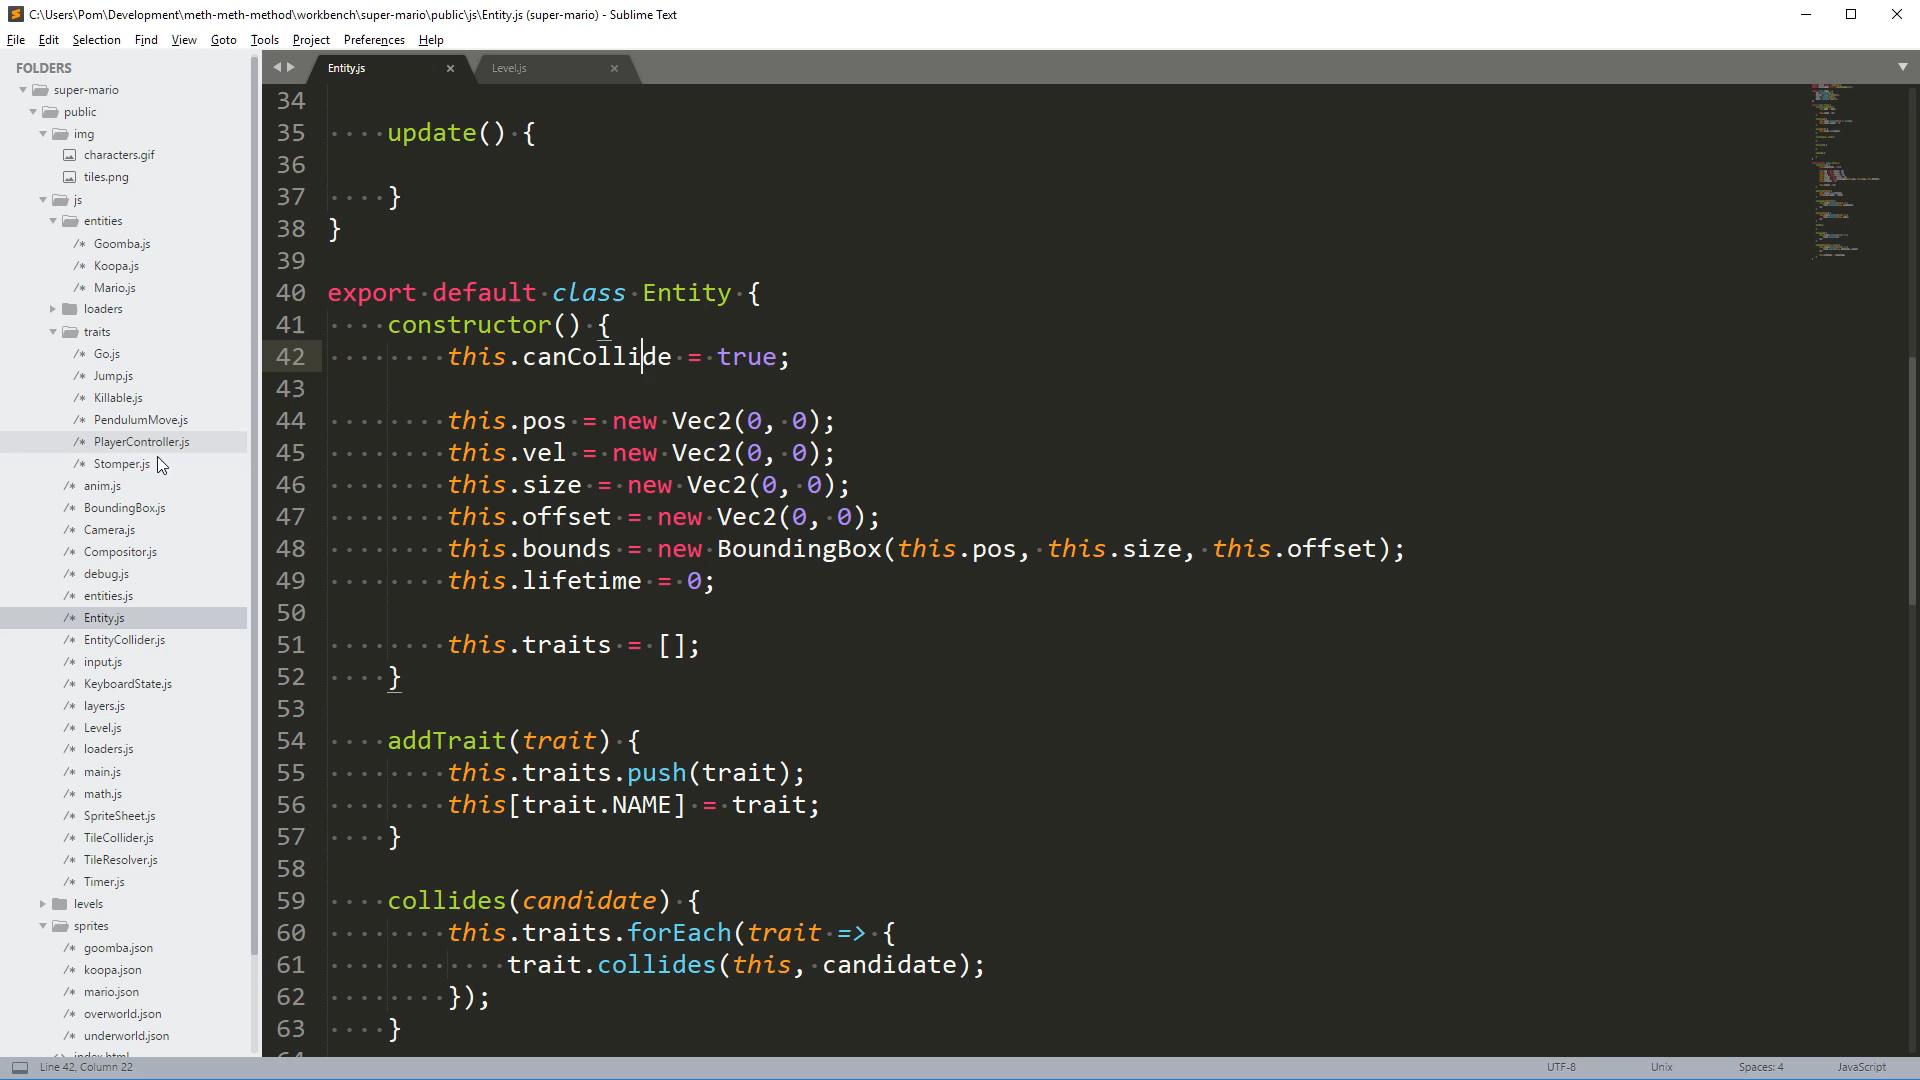 C:\Users\Pom\Development\meth-meth-method\workbench\super-mario\public\js\Entity.js (super-mario) - Sublime Text
File Edit Selection Find View Goto Tools Project Preferences Help
FOLDERS
super-mario
public
img
characters.gif
tiles.png
js
entities
/* Goomba.js
/* Koopa.js
/* Mario.js
loaders
traits
/* Go.js
/* Jump.js
/* Killable.js
/* PendulumMove.js
/* PlayerController.js
/* Stomper.js
/* anim.js
/* BoundingBox.js
/* Camera.js
/* Compositor.js
/* debug.js
/* entities.js
/* Entity.js
/* EntityCollider.js
/* input.js
/* KeyboardState.js
/* layers.js
/* Level.js
/* loaders.js
/* main.js
/* math.js
/* SpriteSheet.js
/* TileCollider.js
/* TileResolver.js
/* Timer.js
levels
sprites
/* goomba.json
/* koopa.json
/* mario.json
/* overworld.json
/* underworld.json
Entity.js Level.js
34
35 update() {
36
37 }
38 }
39
40 export default class Entity {
41 constructor() {
42 this.canCollide = true;
43
44 this.pos = new Vec2(0, 0);
45 this.vel = new Vec2(0, 0);
46 this.size = new Vec2(0, 0);
47 this.offset = new Vec2(0, 0);
48 this.bounds = new BoundingBox(this.pos, this.size, this.offset);
49 this.lifetime = 0;
50
51 this.traits = [];
52 }
53
54 addTrait(trait) {
55 this.traits.push(trait);
56 this[trait.NAME] = trait;
57 }
58
59 collides(candidate) {
60 this.traits.forEach(trait => {
61 trait.collides(this, candidate);
62 });
63 }
Line 42, Column 22 UTF-8 Unix Spaces: 4 JavaScript